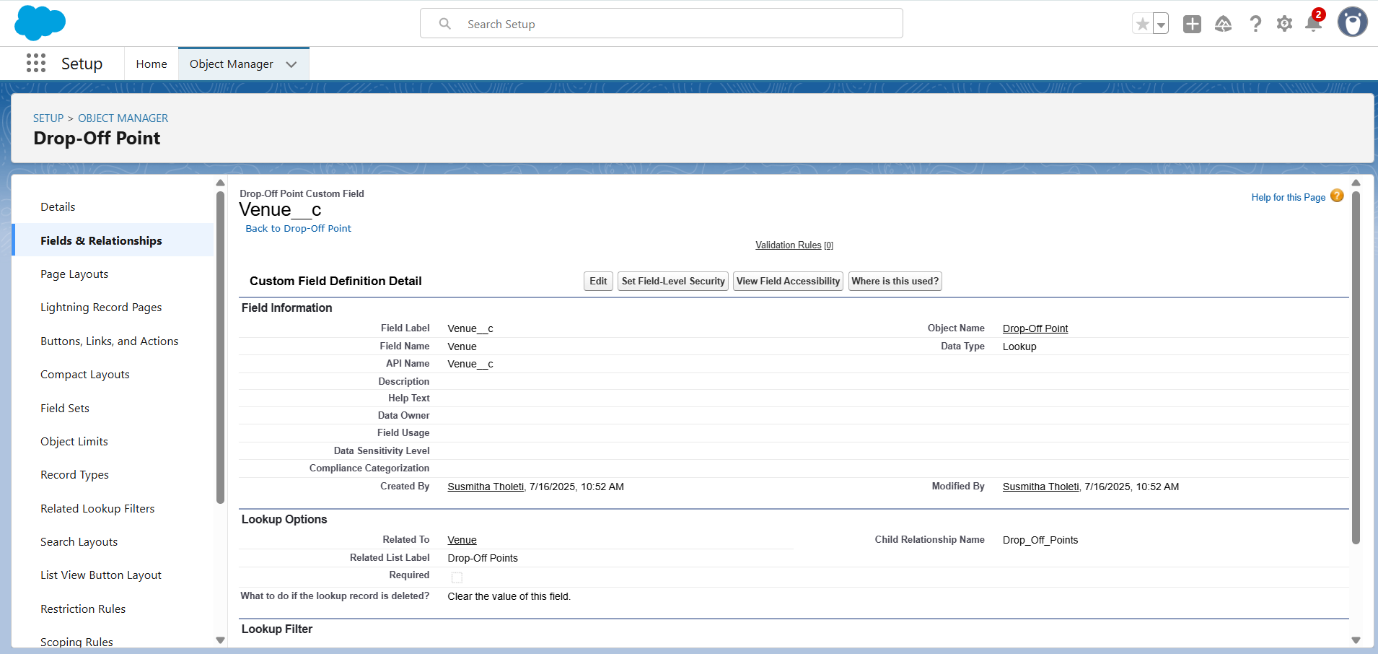 Search Setup
2
Setup
Home
Object Manager
SETUP > OBJECT MANAGER
Drop-Off Point
Details
Fields & Relationships
Page Layouts
Lightning Record Pages
Buttons, Links, and Actions
Compact Layouts
Field Sets
Object Limits
Record Types
Related Lookup Filters
Search Layouts
List View Button Layout
Restriction Rules
Scoping Rules
Drop-Off Point Custom Field
Venue__c
Back to Drop-Off Point
Help for this Page ?
Validation Rules [0]
Custom Field Definition Detail Edit Set Field-Level Security View Field Accessibility Where is this used?
Field Information
Field Label Venue__c Object Name Drop-Off Point
Field Name Venue Data Type Lookup
API Name Venue__c
Description
Help Text
Data Owner
Field Usage
Data Sensitivity Level
Compliance Categorization
Created By Susmitha Tholeti, 7/16/2025, 10:52 AM Modified By Susmitha Tholeti, 7/16/2025, 10:52 AM
Lookup Options
Related To Venue Child Relationship Name Drop_Off_Points
Related List Label Drop-Off Points
Required
What to do if the lookup record is deleted? Clear the value of this field.
Lookup Filter